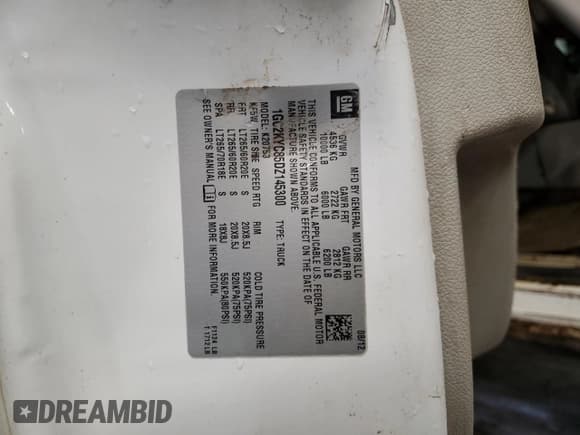 GM
MFD BY GENERAL MOTORS LLC
08/12
GVWR GAWR FRT GAWR RR
4536 KG 2722 KG 2812 KG
10000 LB 6000 LB 6200 LB
THIS VEHICLE CONFORMS TO ALL APPLICABLE U.S. FEDERAL MOTOR
VEHICLE SAFETY STANDARDS IN EFFECT ON THE DATE OF
MANUFACTURE SHOWN ABOVE.
TYPE: TRUCK
TIRE SIZE SPEED RTG RIM COLD TIRE PRESSURE
FRT LT265/60R20E S 20X8.5J 520KPA(75PSI)
RR LT265/60R20E S 20X8.5J 520KPA(75PSI)
SPA LT265/70R18E S 18X8J 550KPA(80PSI)
SEE OWNER'S MANUAL FOR MORE INFORMATION.
DREAMBID